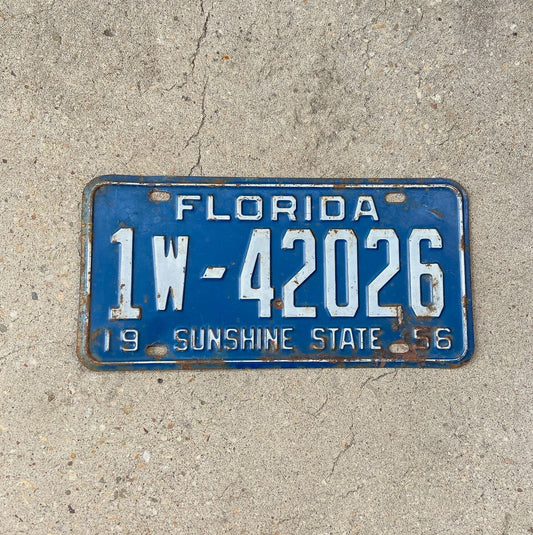 FLORIDA
1W-42026
19 SUNSHINE STATE 56